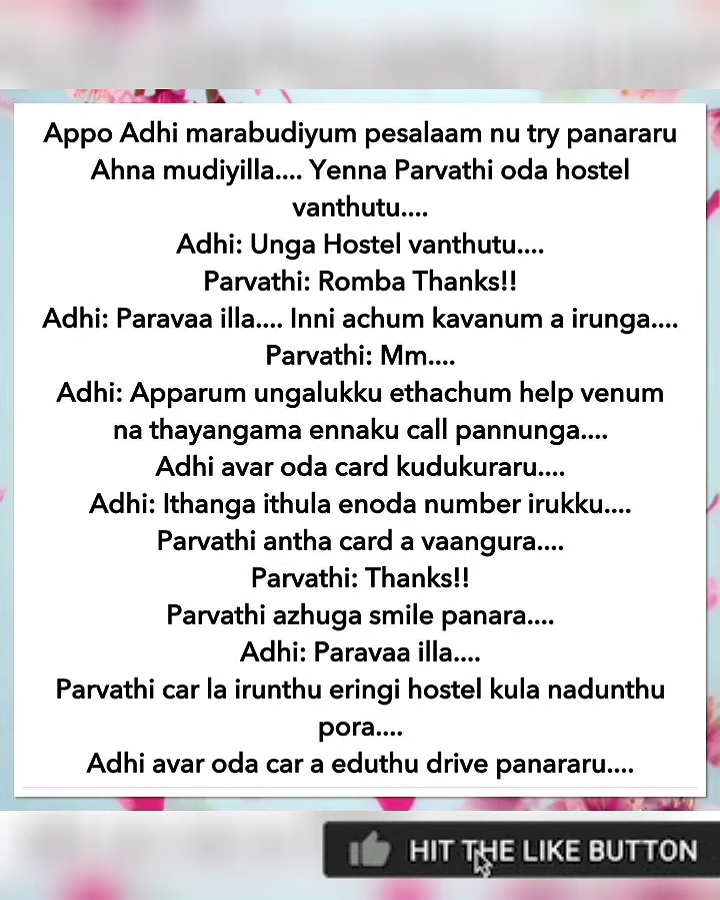 Appo Adhi marabudiyum pesalaam nu try panararu
Ahna mudiyilla.... Yenna Parvathi oda hostel
vanthutu....
Adhi: Unga Hostel vanthutu....
Parvathi: Romba Thanks!!
Adhi: Paravaa illa.... Inni achum kavanum a irunga....
Parvathi: Mm....
Adhi: Apparum ungalukku ethachum help venum
na thayangama ennaku call pannunga....
Adhi avar oda card kudukuraru....
Adhi: Ithanga ithula enoda number irukku....
Parvathi antha card a vaangura....
Parvathi: Thanks!!
Parvathi azhuga smile panara....
Adhi: Paravaa illa....
Parvathi car la irunthu eringi hostel kula nadunthu
pora....
Adhi avar oda car a eduthu drive panararu....
HIT THE LIKE BUTTON